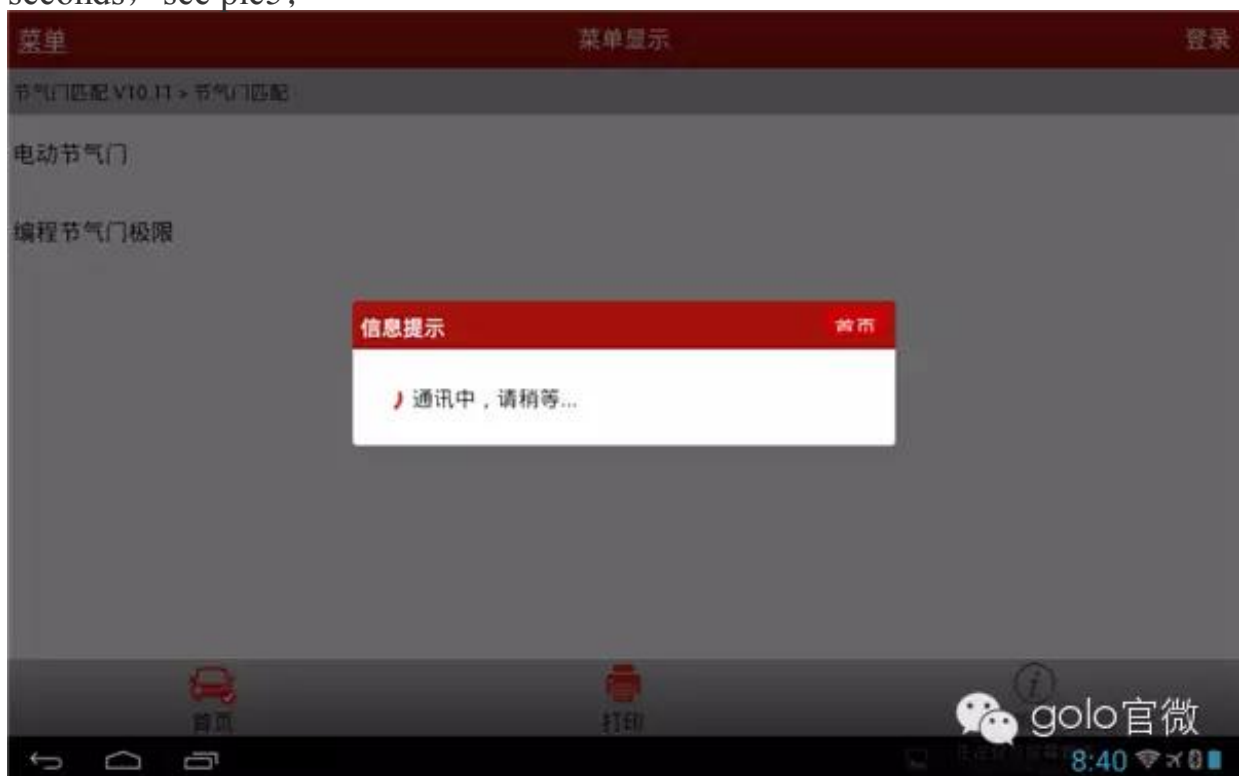 seconds, see pic5;
菜单 菜单显示 登录
节气门匹配 V10.11 > 节气门匹配
电动节气门
编程节气门极限
信息提示 首页
通讯中,请稍等...
首页 打印
golo官微
8:40